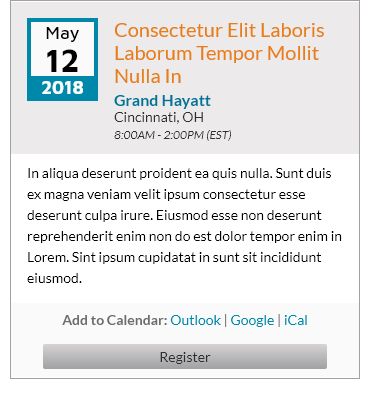 May
12
2018
Consectetur Elit Laboris
Laborum Tempor Mollit
Nulla In
Grand Hayatt
Cincinnati, OH
8:00AM - 2:00PM (EST)
In aliqua deserunt proident ea quis nulla. Sunt duis
ex magna veniam velit ipsum consectetur esse
deserunt culpa irure. Eiusmod esse non deserunt
reprehenderit enim non do est dolor tempor enim in
Lorem. Sint ipsum cupidatat in sunt sit incididunt
eiusmod.
Add to Calendar: Outlook | Google | iCal
Register